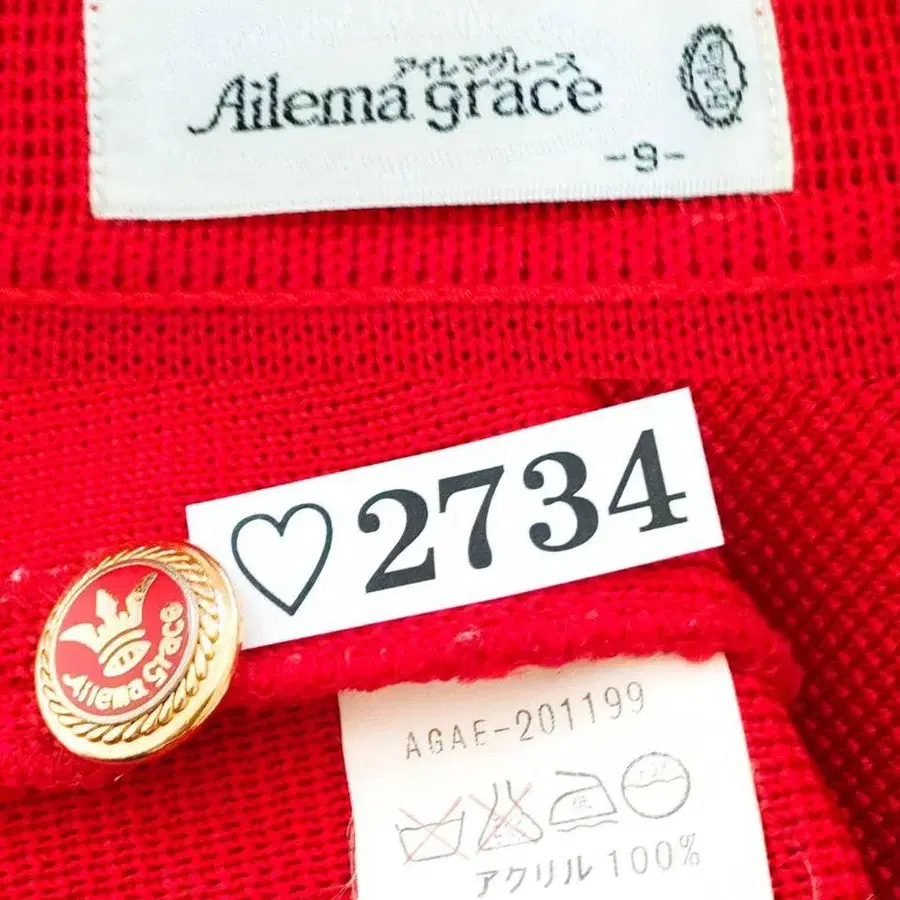 アイレマグレース
Ailema grace
-9-
♡2734
Ailema grace
AGAE-201199
アクリル 100%